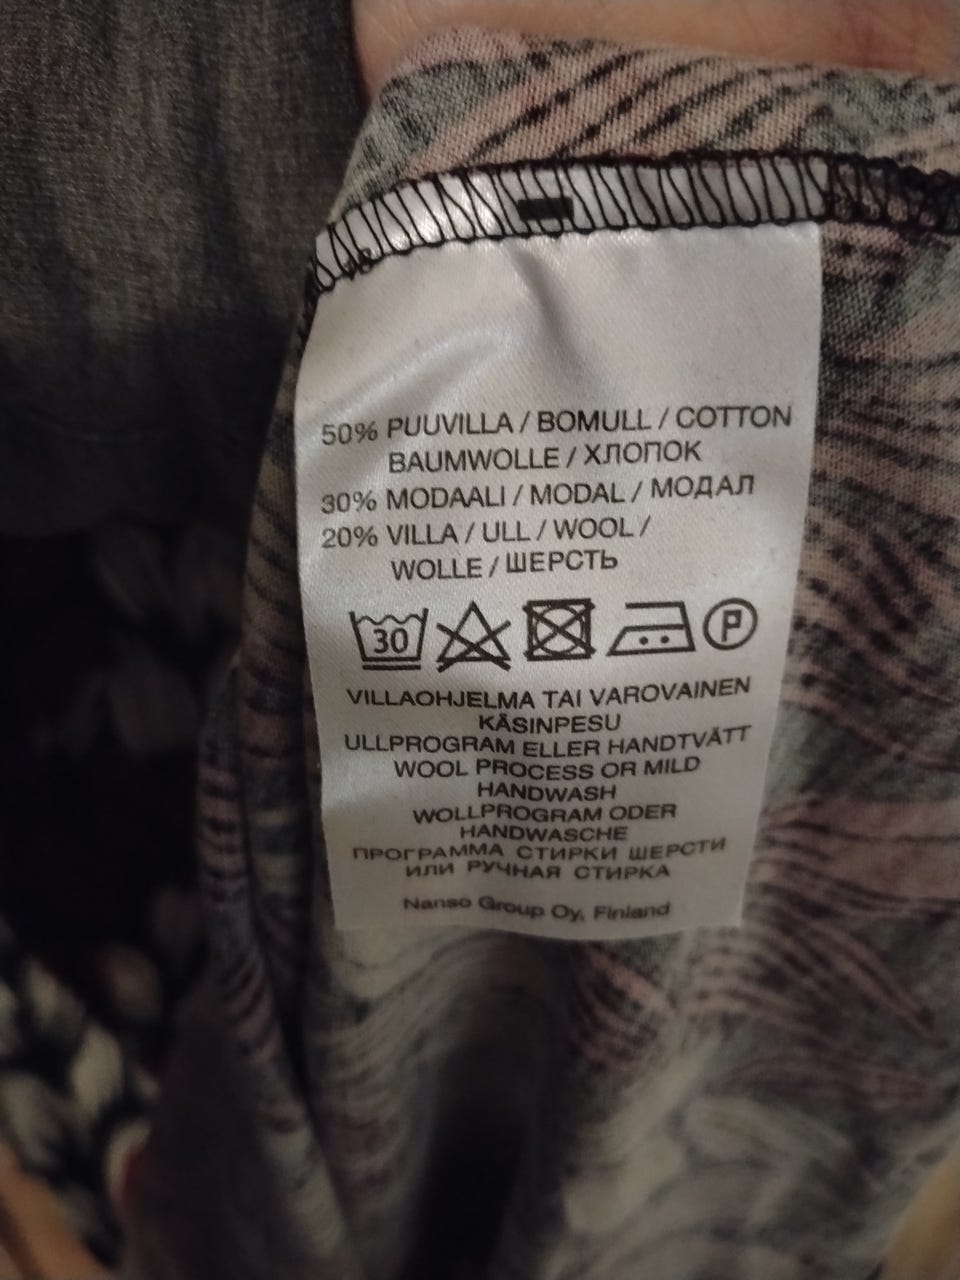 50% PUUVILLA / BOMULL / COTTON
BAUMWOLLE / ХЛОПОК
30% MODAALI / MODAL / МОДАЛ
20% VILLA / ULL / WOOL /
WOLLE / ШЕРСТЬ
30
P
VILLAOHJELMA TAI VAROVAINEN
KÄSINPESU
ULLPROGRAM ELLER HANDTVÄTT
WOOL PROCESS OR MILD
HANDWASH
WOLLPROGRAM ODER
HANDWASCHE
ПРОГРАММА СТИРКИ ШЕРСТИ
ИЛИ РУЧНАЯ СТИРКА
Nanso Group Oy, Finland